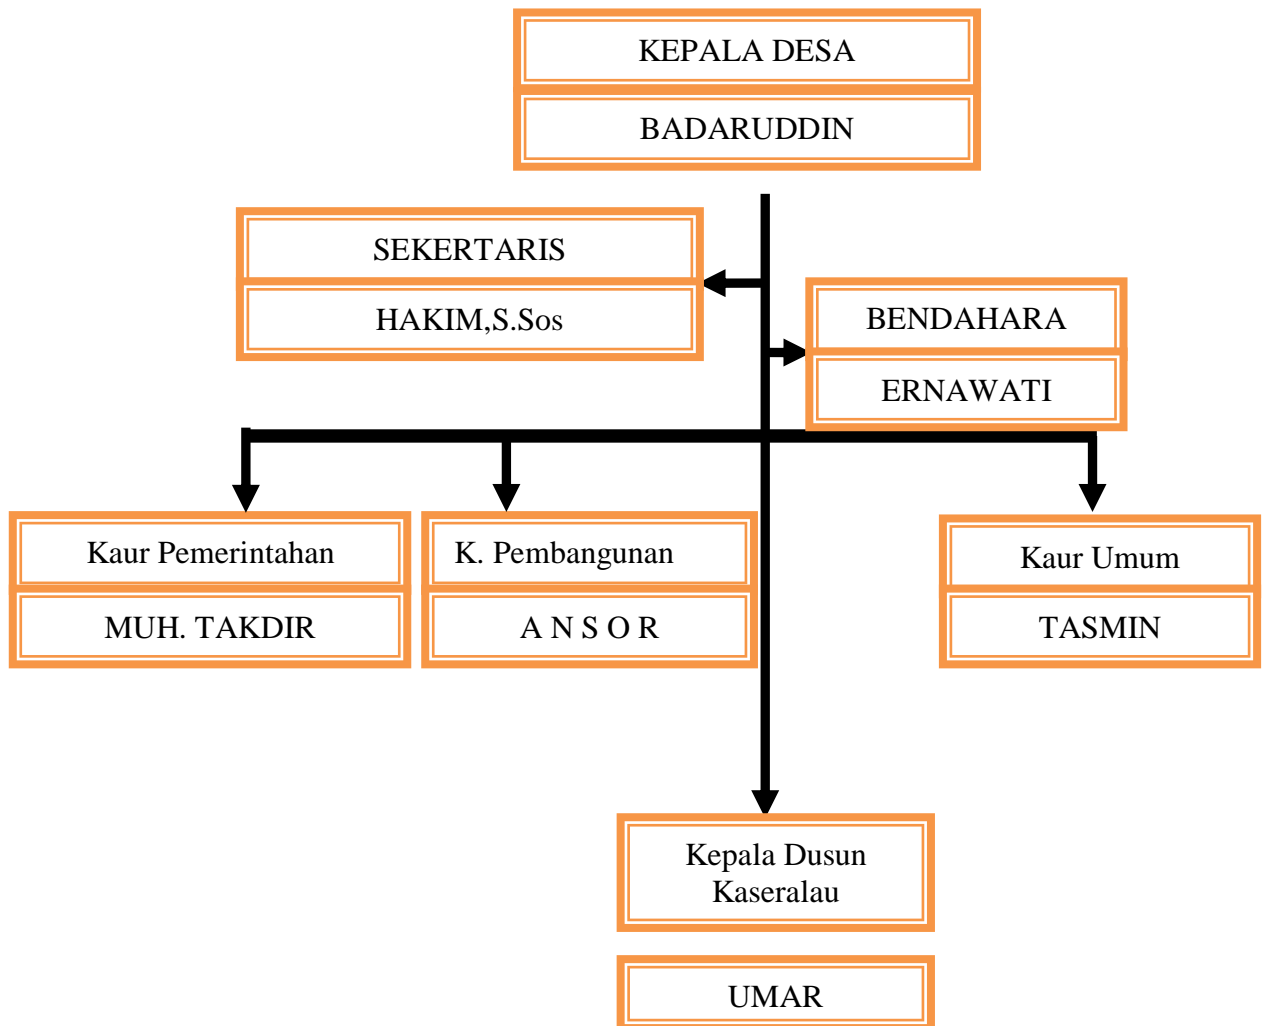 KEPALA DESA
BADARUDDIN
SEKERTARIS
HAKIM,S.Sos
BENDAHARA
ERNAWATI
Kaur Pemerintahan
MUH. TAKDIR
K. Pembangunan
A N S O R
Kaur Umum
TASMIN
Kepala Dusun
Kaseralau
UMAR